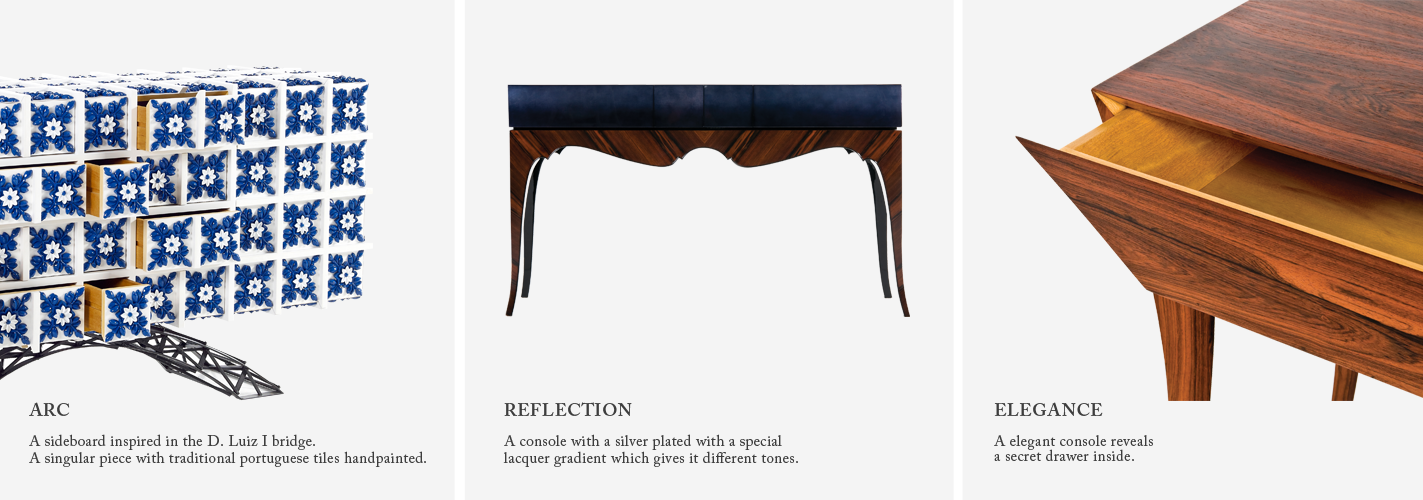 ARC
A sideboard inspired in the D. Luiz I bridge.
A singular piece with traditional portuguese tiles handpainted.
REFLECTION
A console with a silver plated with a special
lacquer gradient which gives it different tones.
ELEGANCE
A elegant console reveals
a secret drawer inside.